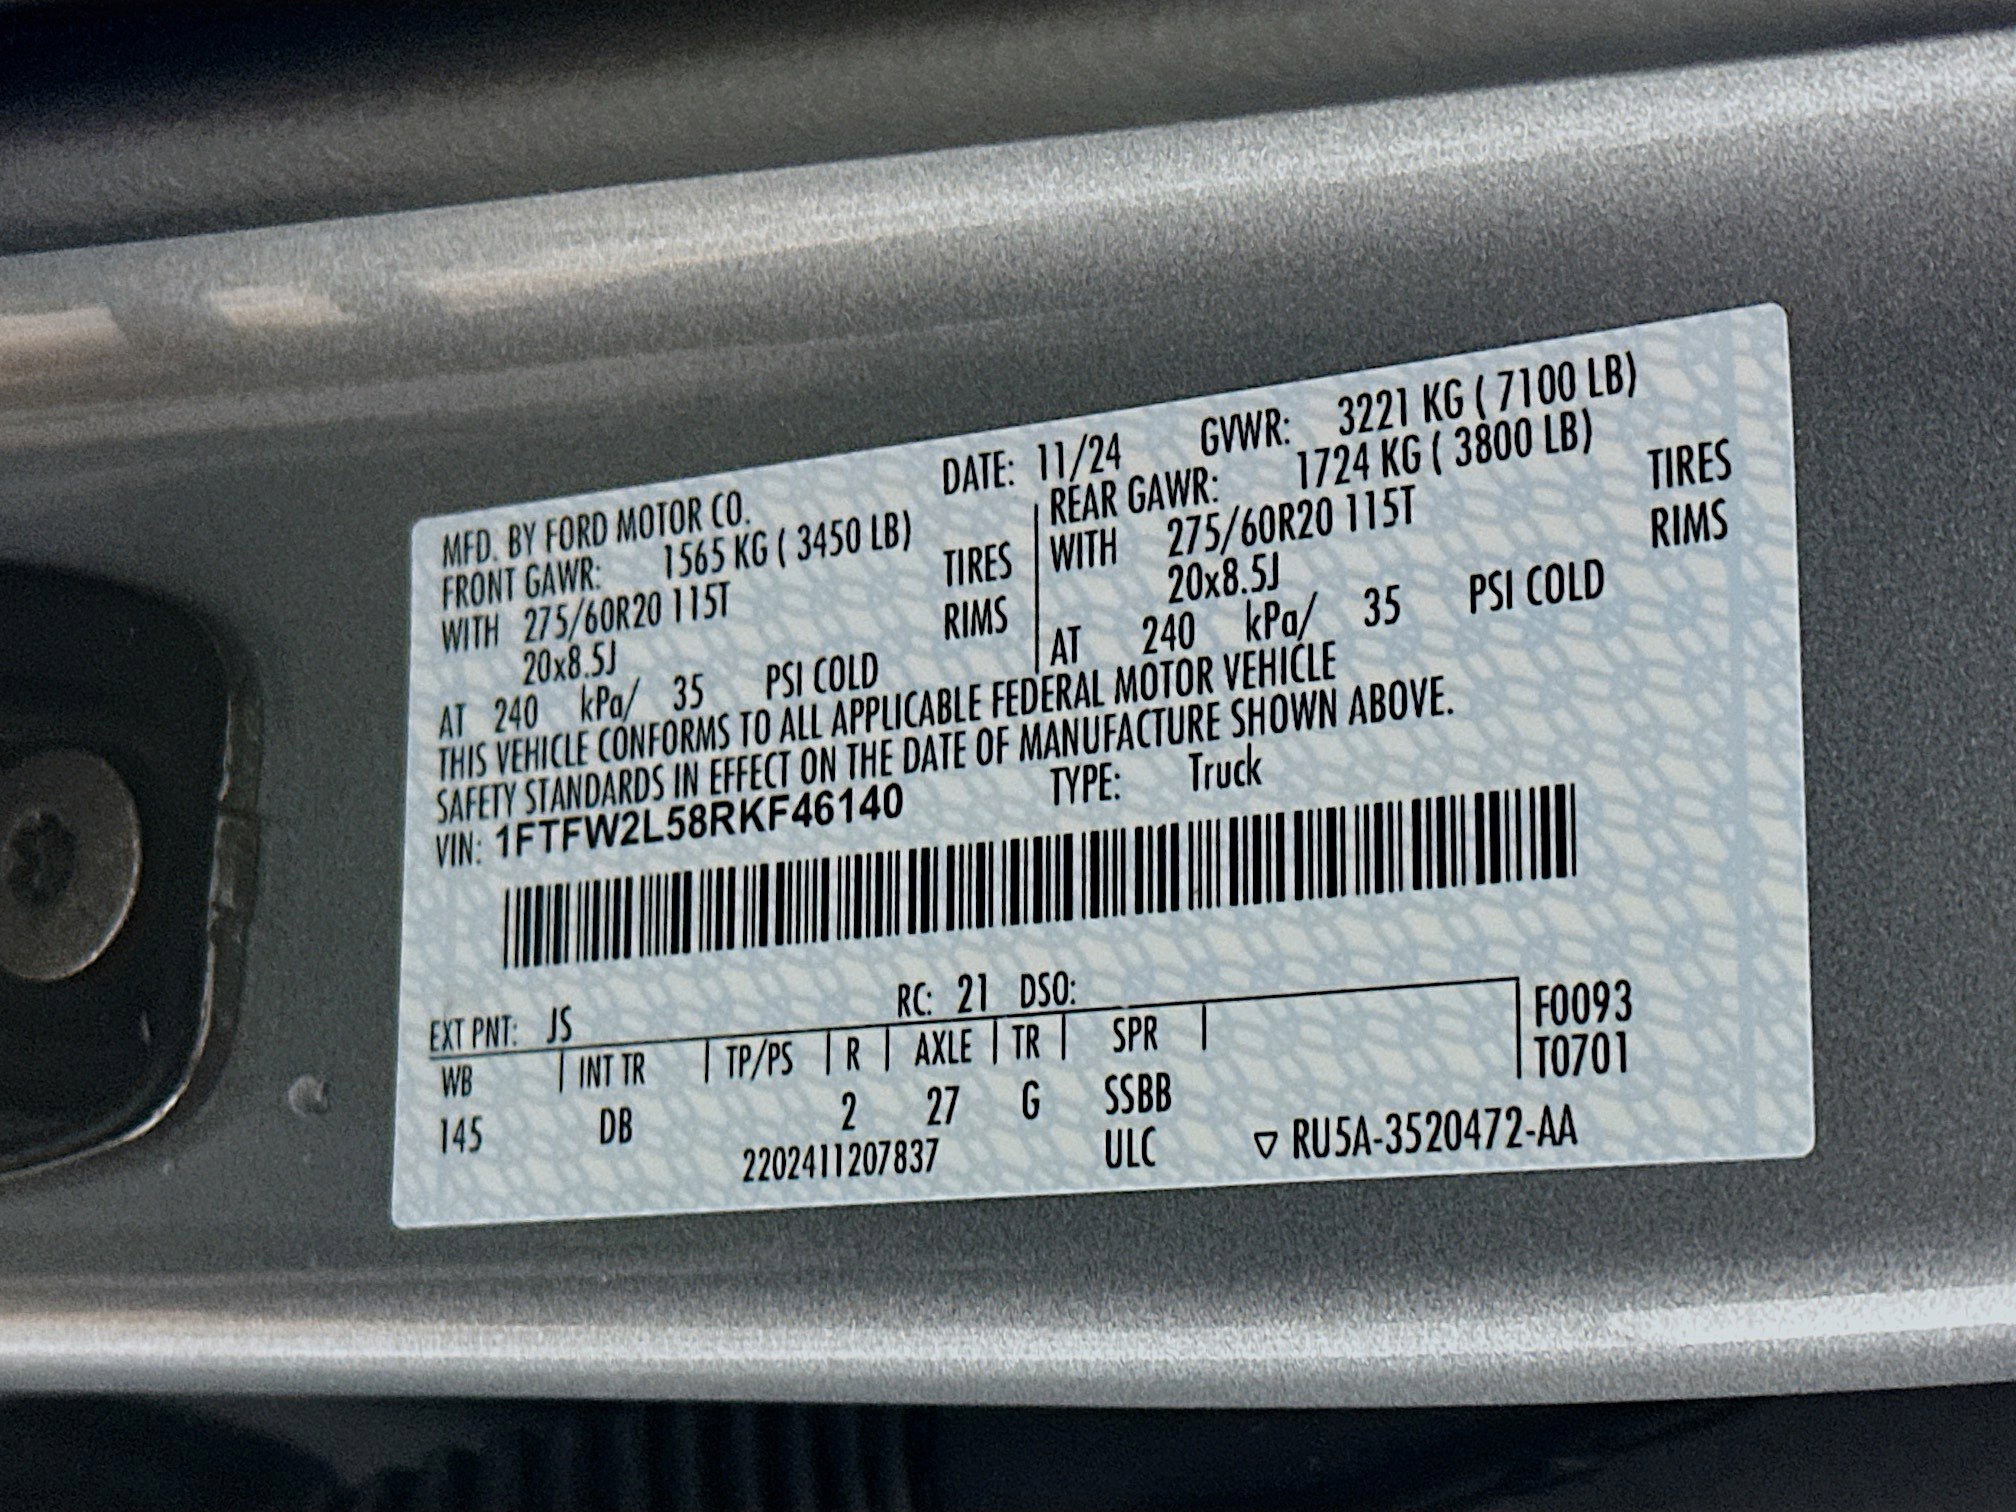 MFD. BY FORD MOTOR CO. DATE: 11/24 GVWR: 3221 KG ( 7100 LB)
FRONT GAWR: 1565 KG ( 3450 LB)
WITH 275/60R20 115T TIRES
20x8.5J RIMS
AT 240 kPa/ 35 PSI COLD
REAR GAWR: 1724 KG ( 3800 LB)
WITH 275/60R20 115T TIRES
20x8.5J RIMS
AT 240 kPa/ 35 PSI COLD
THIS VEHICLE CONFORMS TO ALL APPLICABLE FEDERAL MOTOR VEHICLE
SAFETY STANDARDS IN EFFECT ON THE DATE OF MANUFACTURE SHOWN ABOVE.
VIN: 1FTFW2L58RKF46140 TYPE: Truck
EXT PNT: JS RC: 21 DSO:
WB | INT TR | TP/PS | R | AXLE | TR | SPR |
145 DB 2 27 G SSBB
2202411207837 ULC ▽ RU5A-3520472-AA
F0093
T0701